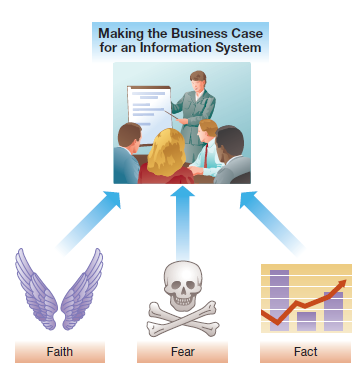 Making the Business Case
for an Information System
Faith
Fear
Fact